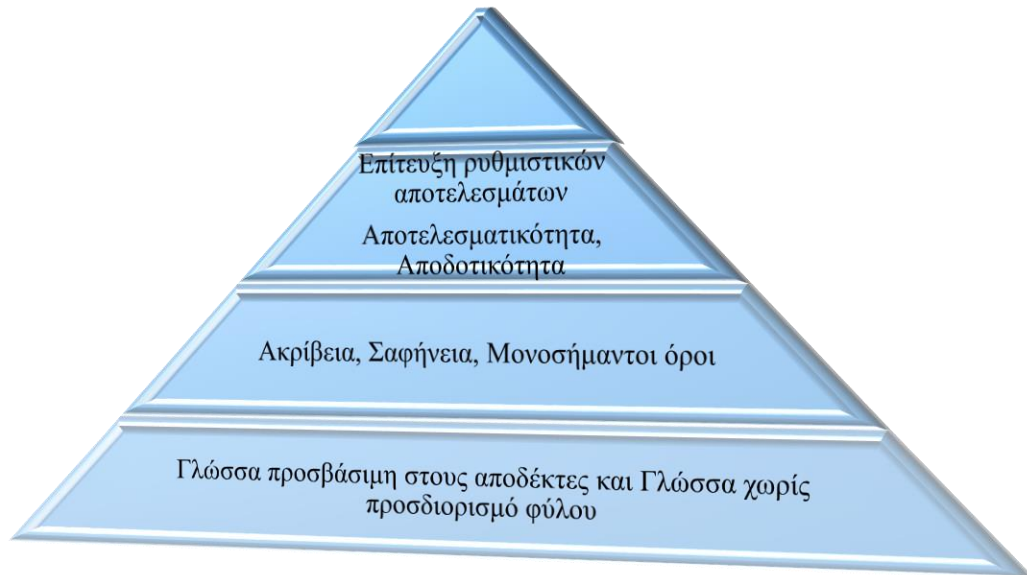 Επίτευξη ρυθμιστικών
αποτελεσμάτων
Αποτελεσματικότητα,
Αποδοτικότητα
Ακρίβεια, Σαφήνεια, Μονοσήμαντοι όροι
Γλώσσα προσβάσιμη στους αποδέκτες και Γλώσσα χωρίς
προσδιορισμό φύλου